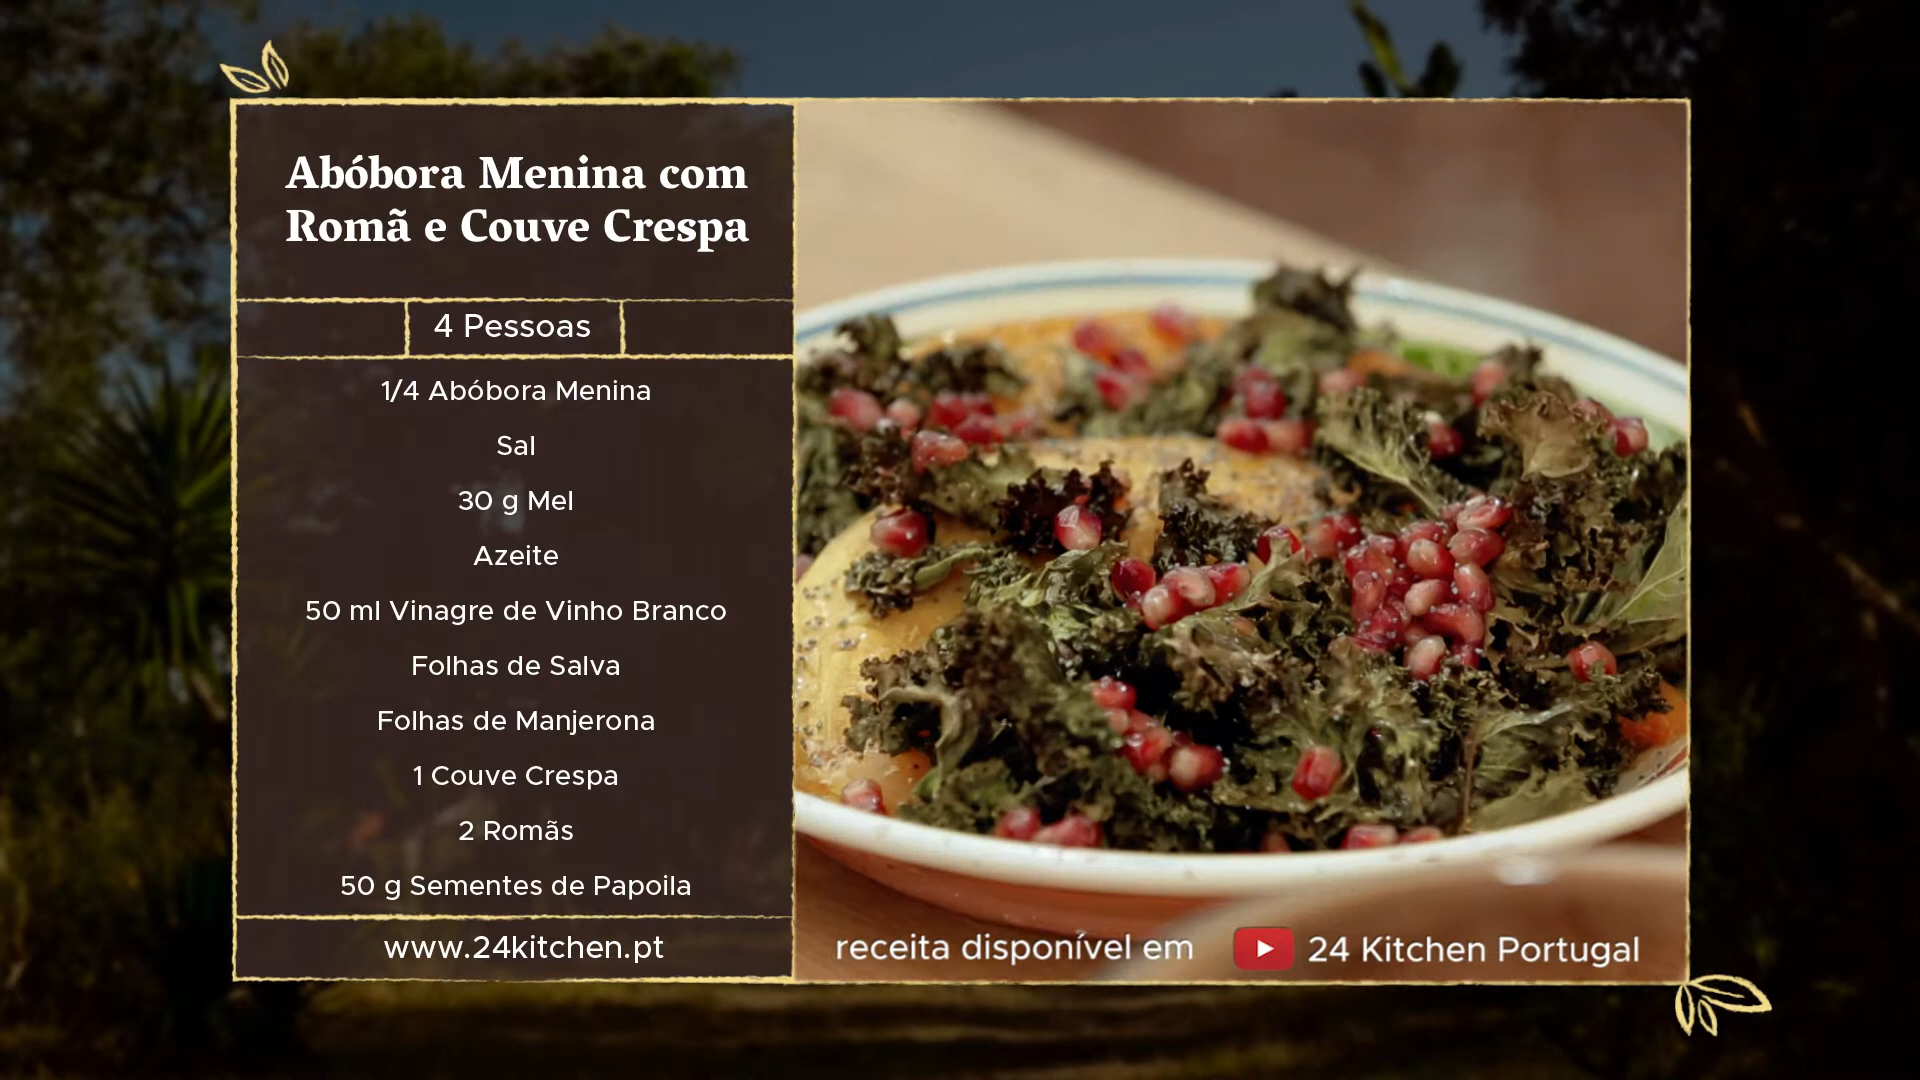 Abóbora Menina com
Romã e Couve Crespa
4 Pessoas
1/4 Abóbora Menina
Sal
30 g Mel
Azeite
50 ml Vinagre de Vinho Branco
Folhas de Salva
Folhas de Manjerona
1 Couve Crespa
2 Romãs
50 g Sementes de Papoila
www.24kitchen.pt
receita disponível em 24 Kitchen Portugal